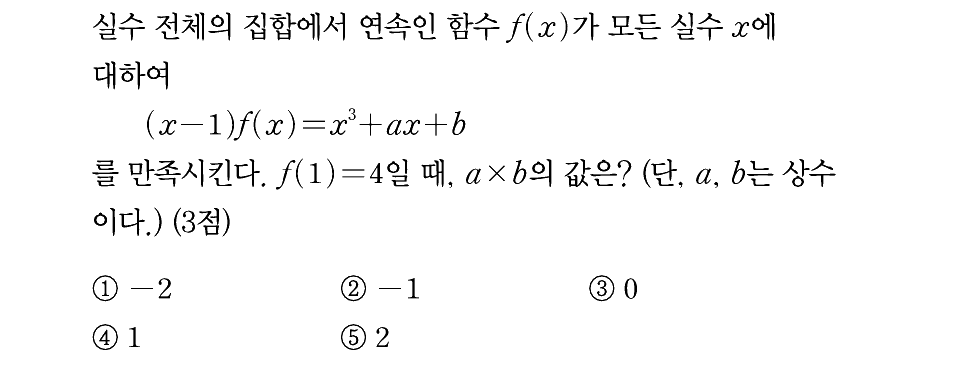 실수 전체의 집합에서 연속인 함수 f(x)가 모든 실수 x에
대하여
(x−1)f(x)=x³+ax+b
를 만족시킨다. f(1)=4일 때, a×b의 값은? (단, a, b는 상수
이다.) (3점)
① −2 ② −1 ③ 0
④ 1 ⑤ 2